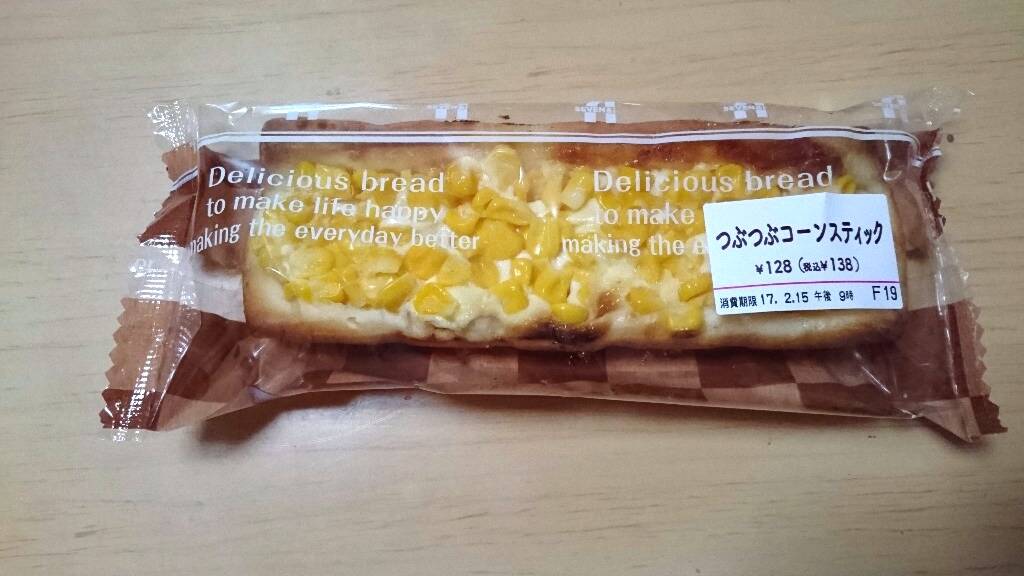 SEVEN
Delicious bread
to make life happy
making the everyday better
Delicious bread
to make
making the e
つぶつぶコーンスティック
¥128(税込¥138)
消費期限 17. 2.15 午後 9時 F19